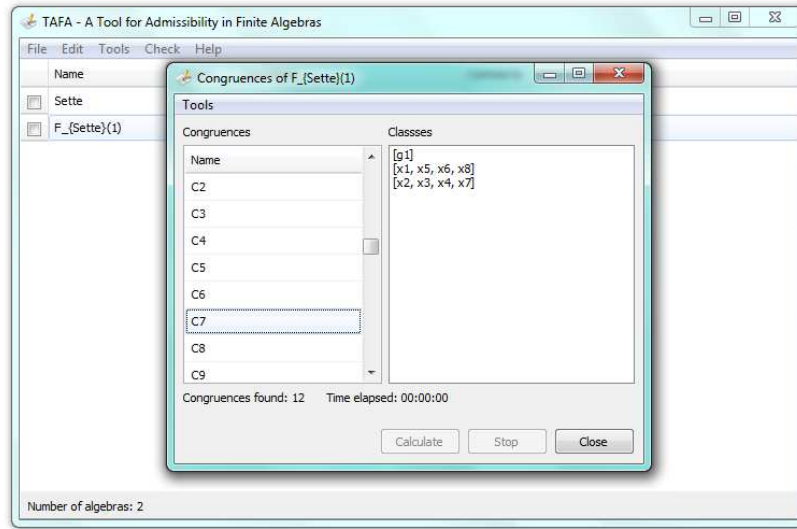 TAFA - A Tool for Admissibility in Finite Algebras
File Edit Tools Check Help
Name
Sette
F_{Sette}(1)
Congruences of F_{Sette}(1)
Tools
Congruences
Classses
Name
C2
C3
C4
C5
C6
C7
C8
C9
[g1]
[x1, x5, x6, x8]
[x2, x3, x4, x7]
Congruences found: 12 Time elapsed: 00:00:00
Calculate Stop Close
Number of algebras: 2